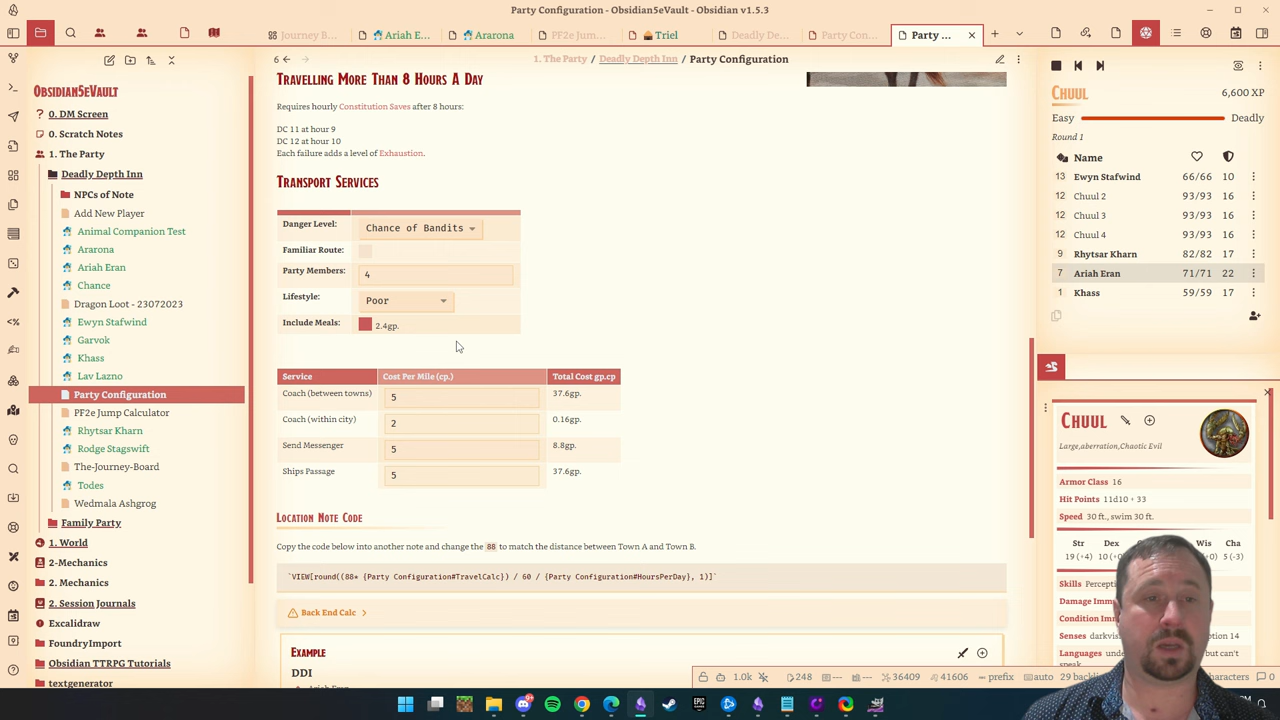 Party Configuration - Obsidian5eVault - Obsidian v1.5.3
Journey B...
Ariah E...
Ararona
PF2e Jum...
Triel
Deadly De...
Party Con...
Party ...
6
1. The Party / Deadly Depth Inn / Party Configuration
Obsidian5eVault
0. DM Screen
0. Scratch Notes
1. The Party
Deadly Depth Inn
NPCs of Note
Add New Player
Animal Companion Test
Ararona
Ariah Eran
Chance
Dragon Loot - 23072023
Ewyn Stafwind
Garvok
Khass
Lav Lazno
Party Configuration
PF2e Jump Calculator
Rhytsar Kharn
Rodge Stagswift
The-Journey-Board
Todes
Wedmala Ashgrog
Family Party
1. World
2-Mechanics
2. Mechanics
2. Session Journals
Excalidraw
FoundryImport
Obsidian TTRPG Tutorials
textgenerator
Travelling More Than 8 Hours A Day
Requires hourly Constitution Saves after 8 hours:
DC 11 at hour 9
DC 12 at hour 10
Each failure adds a level of Exhaustion.
Transport Services
Danger Level: Chance of Bandits
Familiar Route:
Party Members: 4
Lifestyle: Poor
Include Meals: 2.4gp.
Service Cost Per Mile (cp.) Total Cost gp.cp
Coach (between towns) 5 37.6gp.
Coach (within city) 2 0.16gp.
Send Messenger 5 8.8gp.
Ships Passage 5 37.6gp.
Location Note Code
Copy the code below into another note and change the 88 to match the distance between Town A and Town B.
`VIEW[round((88* {Party Configuration#TravelCalc}) / 60 / {Party Configuration#HoursPerDay}, 1)]`
Back End Calc
Example
DDI
Chuul 6,600 XP
Easy Deadly
Round 1
Name
13 Ewyn Stafwind 66/66 10
12 Chuul 2 93/93 16
12 Chuul 3 93/93 16
12 Chuul 4 93/93 16
9 Rhytsar Kharn 82/82 17
7 Ariah Eran 71/71 22
1 Khass 59/59 17
Chuul
Large,aberration,Chaotic Evil
Armor Class 16
Hit Points 11d10 + 33
Speed 30 ft., swim 30 ft.
Str Dex Wis Cha
19 (+4) 5 (-3)
Skills
Damage
Condition
Senses
Languages
speak.
1.0k 248 --- --- 36409 41606 prefix auto 29 characters 0